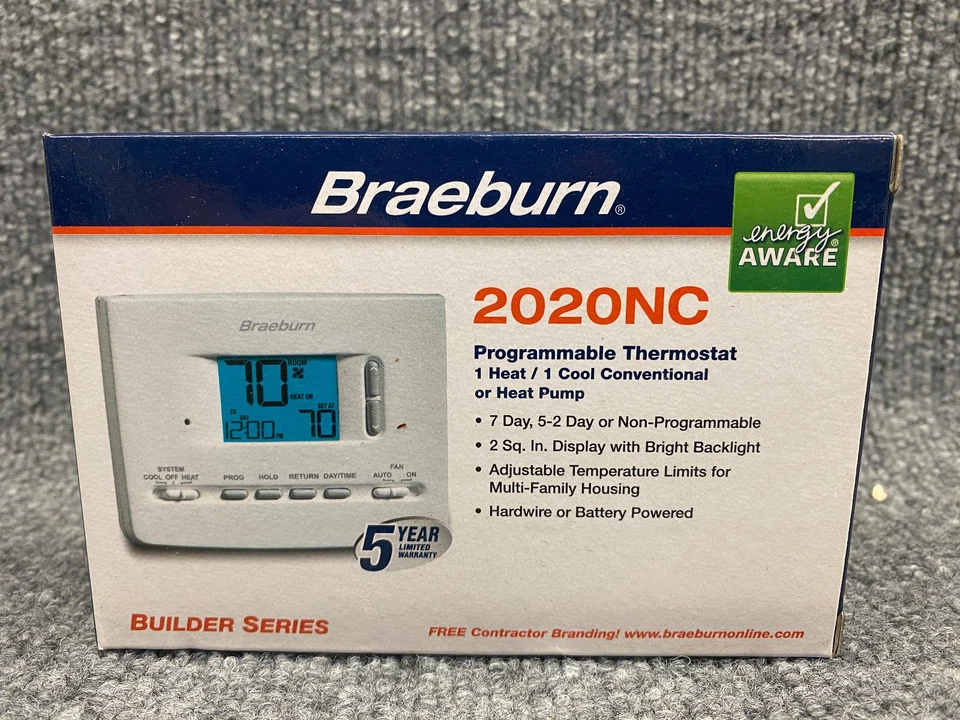 Braeburn®
energy
AWARE®
2020NC
Programmable Thermostat
1 Heat / 1 Cool Conventional
or Heat Pump
• 7 Day, 5-2 Day or Non-Programmable
• 2 Sq. In. Display with Bright Backlight
• Adjustable Temperature Limits for
Multi-Family Housing
• Hardwire or Battery Powered
Braeburn
70 ROOM
HEAT ON
SET AT
TU DAY
12:00 PM 70
SYSTEM
COOL OFF HEAT
PROG HOLD RETURN DAY/TIME
FAN
AUTO ON
5 YEAR
LIMITED
WARRANTY
BUILDER SERIES
FREE Contractor Branding! www.braeburnonline.com